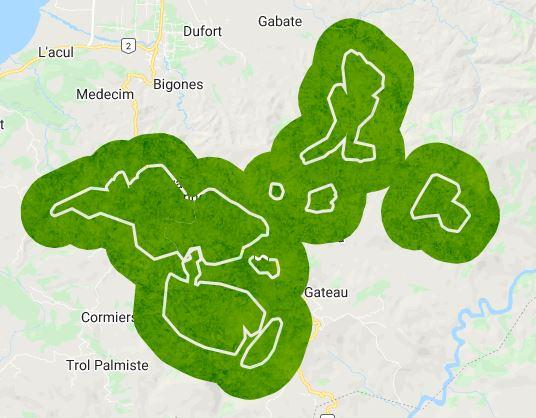 Gabate
Dufort
L'acul
2
Bigones
Medecim
t
Gateau
Cormiers
Trol Palmiste